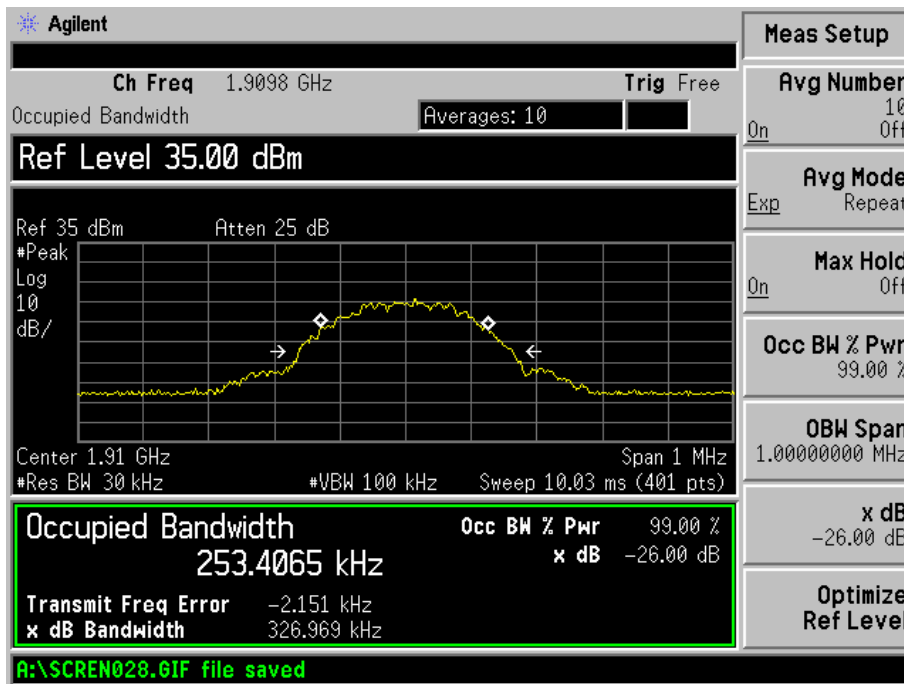 Agilent
Ch Freq 1.9098 GHz Trig Free
Occupied Bandwidth Averages: 10
Ref Level 35.00 dBm
Ref 35 dBm Atten 25 dB
#Peak
Log
10
dB/
Center 1.91 GHz Span 1 MHz
#Res BW 30 kHz #VBW 100 kHz Sweep 10.03 ms (401 pts)
Occupied Bandwidth Occ BW % Pwr 99.00 %
253.4065 kHz x dB -26.00 dB
Transmit Freq Error -2.151 kHz
x dB Bandwidth 326.969 kHz
A:\SCREN028.GIF file saved
Meas Setup
Avg Number
10
On Off
Avg Mode
Exp Repeat
Max Hold
On Off
Occ BW % Pwr
99.00 %
OBW Span
1.00000000 MHz
x dB
-26.00 dB
Optimize
Ref Level